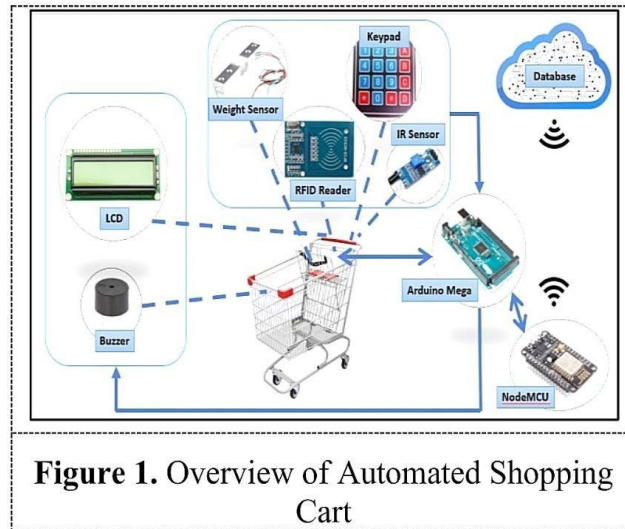 Keypad
Database
Weight Sensor
IR Sensor
RFID Reader
LCD
Arduino Mega
Buzzer
NodeMCU
Figure 1. Overview of Automated Shopping
Cart